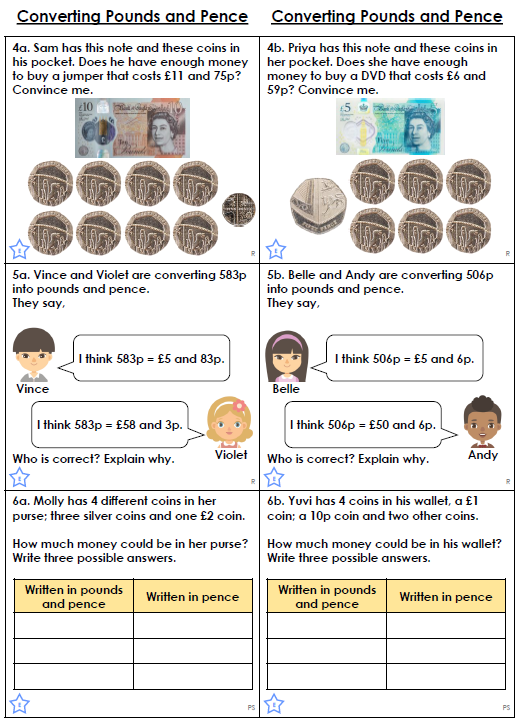 Converting Pounds and Pence
Converting Pounds and Pence
4a. Sam has this note and these coins in
his pocket. Does he have enough money
to buy a jumper that costs £11 and 75p?
Convince me.
£10
R
4b. Priya has this note and these coins in
her pocket. Does she have enough
money to buy a DVD that costs £6 and
59p? Convince me.
£5
R
5a. Vince and Violet are converting 583p
into pounds and pence.
They say,
I think 583p = £5 and 83p.
Vince
I think 583p = £58 and 3p.
Violet
Who is correct? Explain why.
R
5b. Belle and Andy are converting 506p
into pounds and pence.
They say,
I think 506p = £5 and 6p.
Belle
I think 506p = £50 and 6p.
Andy
Who is correct? Explain why.
R
6a. Molly has 4 different coins in her
purse; three silver coins and one £2 coin.
How much money could be in her purse?
Write three possible answers.
Written in pounds
and pence
Written in pence
PS
6b. Yuvi has 4 coins in his wallet, a £1
coin; a 10p coin and two other coins.
How much money could be in his wallet?
Write three possible answers.
Written in pounds
and pence
Written in pence
PS